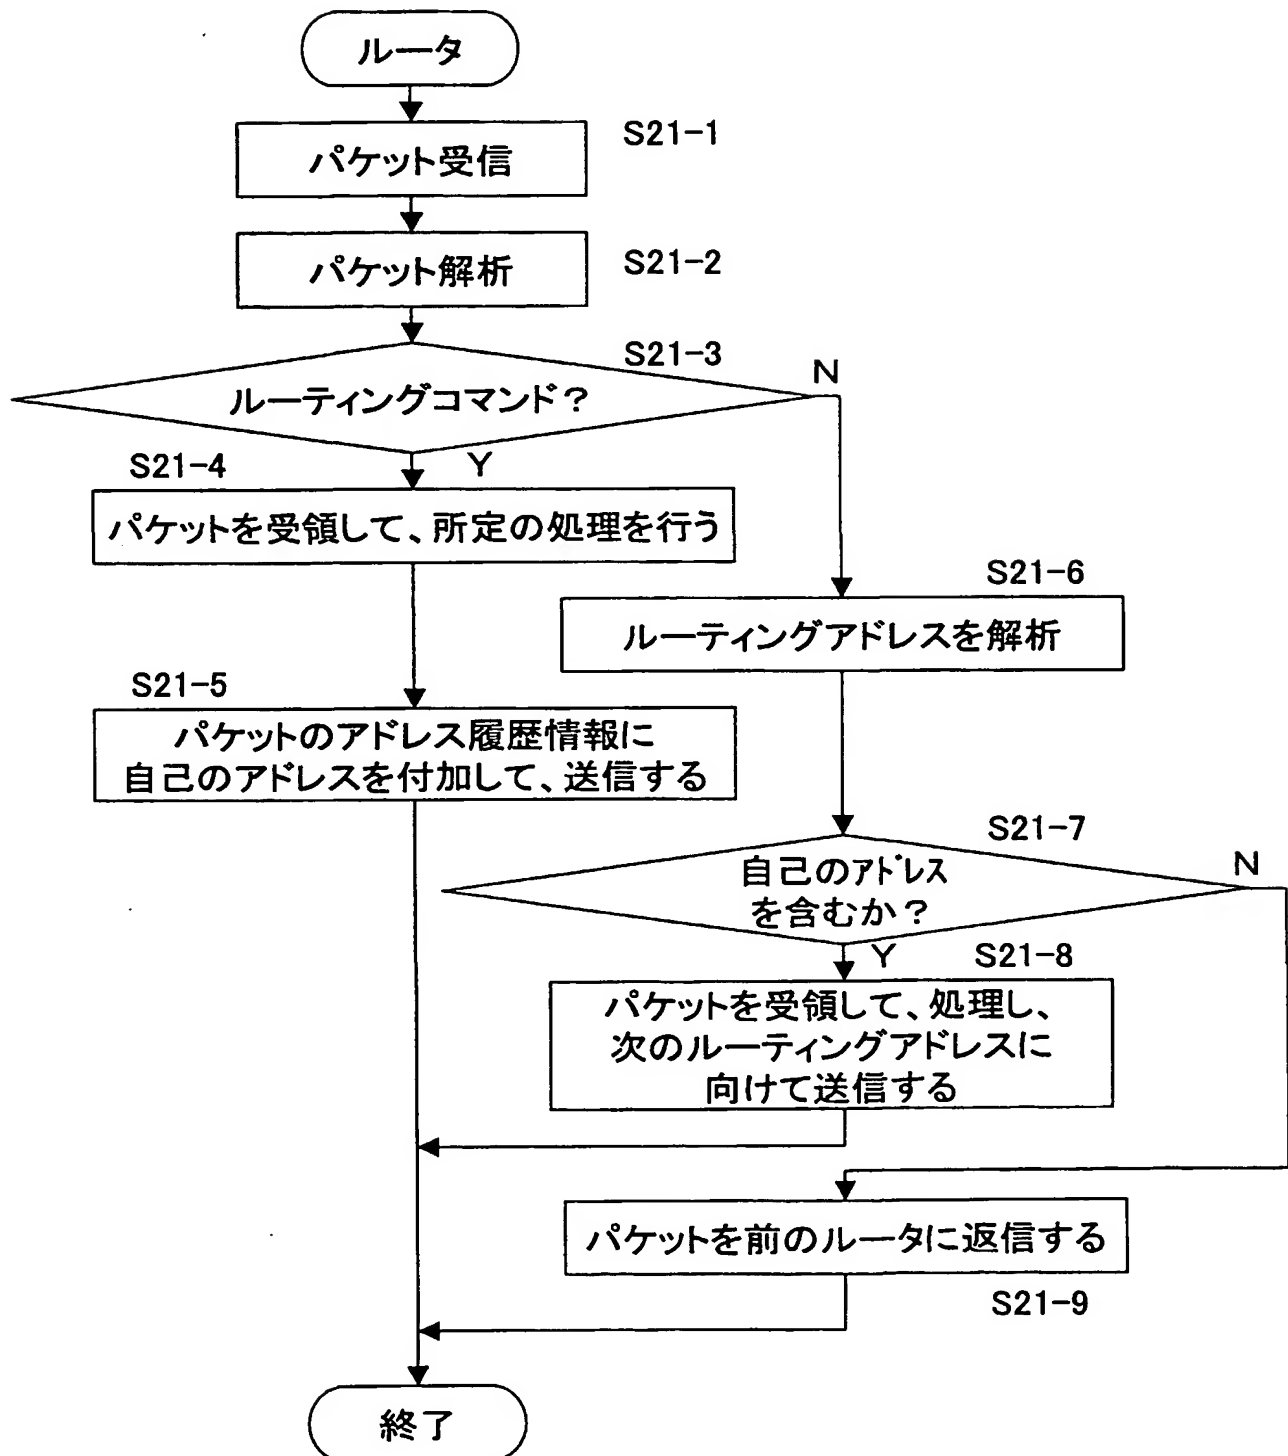 ルータ
S21-1
パケット受信
S21-2
パケット解析
S21-3
ルーティングコマンド?
N
Y
S21-4
パケットを受領して、所定の処理を行う
S21-6
ルーティングアドレスを解析
S21-5
パケットのアドレス履歴情報に
自己のアドレスを付加して、送信する
S21-7
自己のアドレス
を含むか?
N
Y
S21-8
パケットを受領して、処理し、
次のルーティングアドレスに
向けて送信する
パケットを前のルータに返信する
S21-9
終了